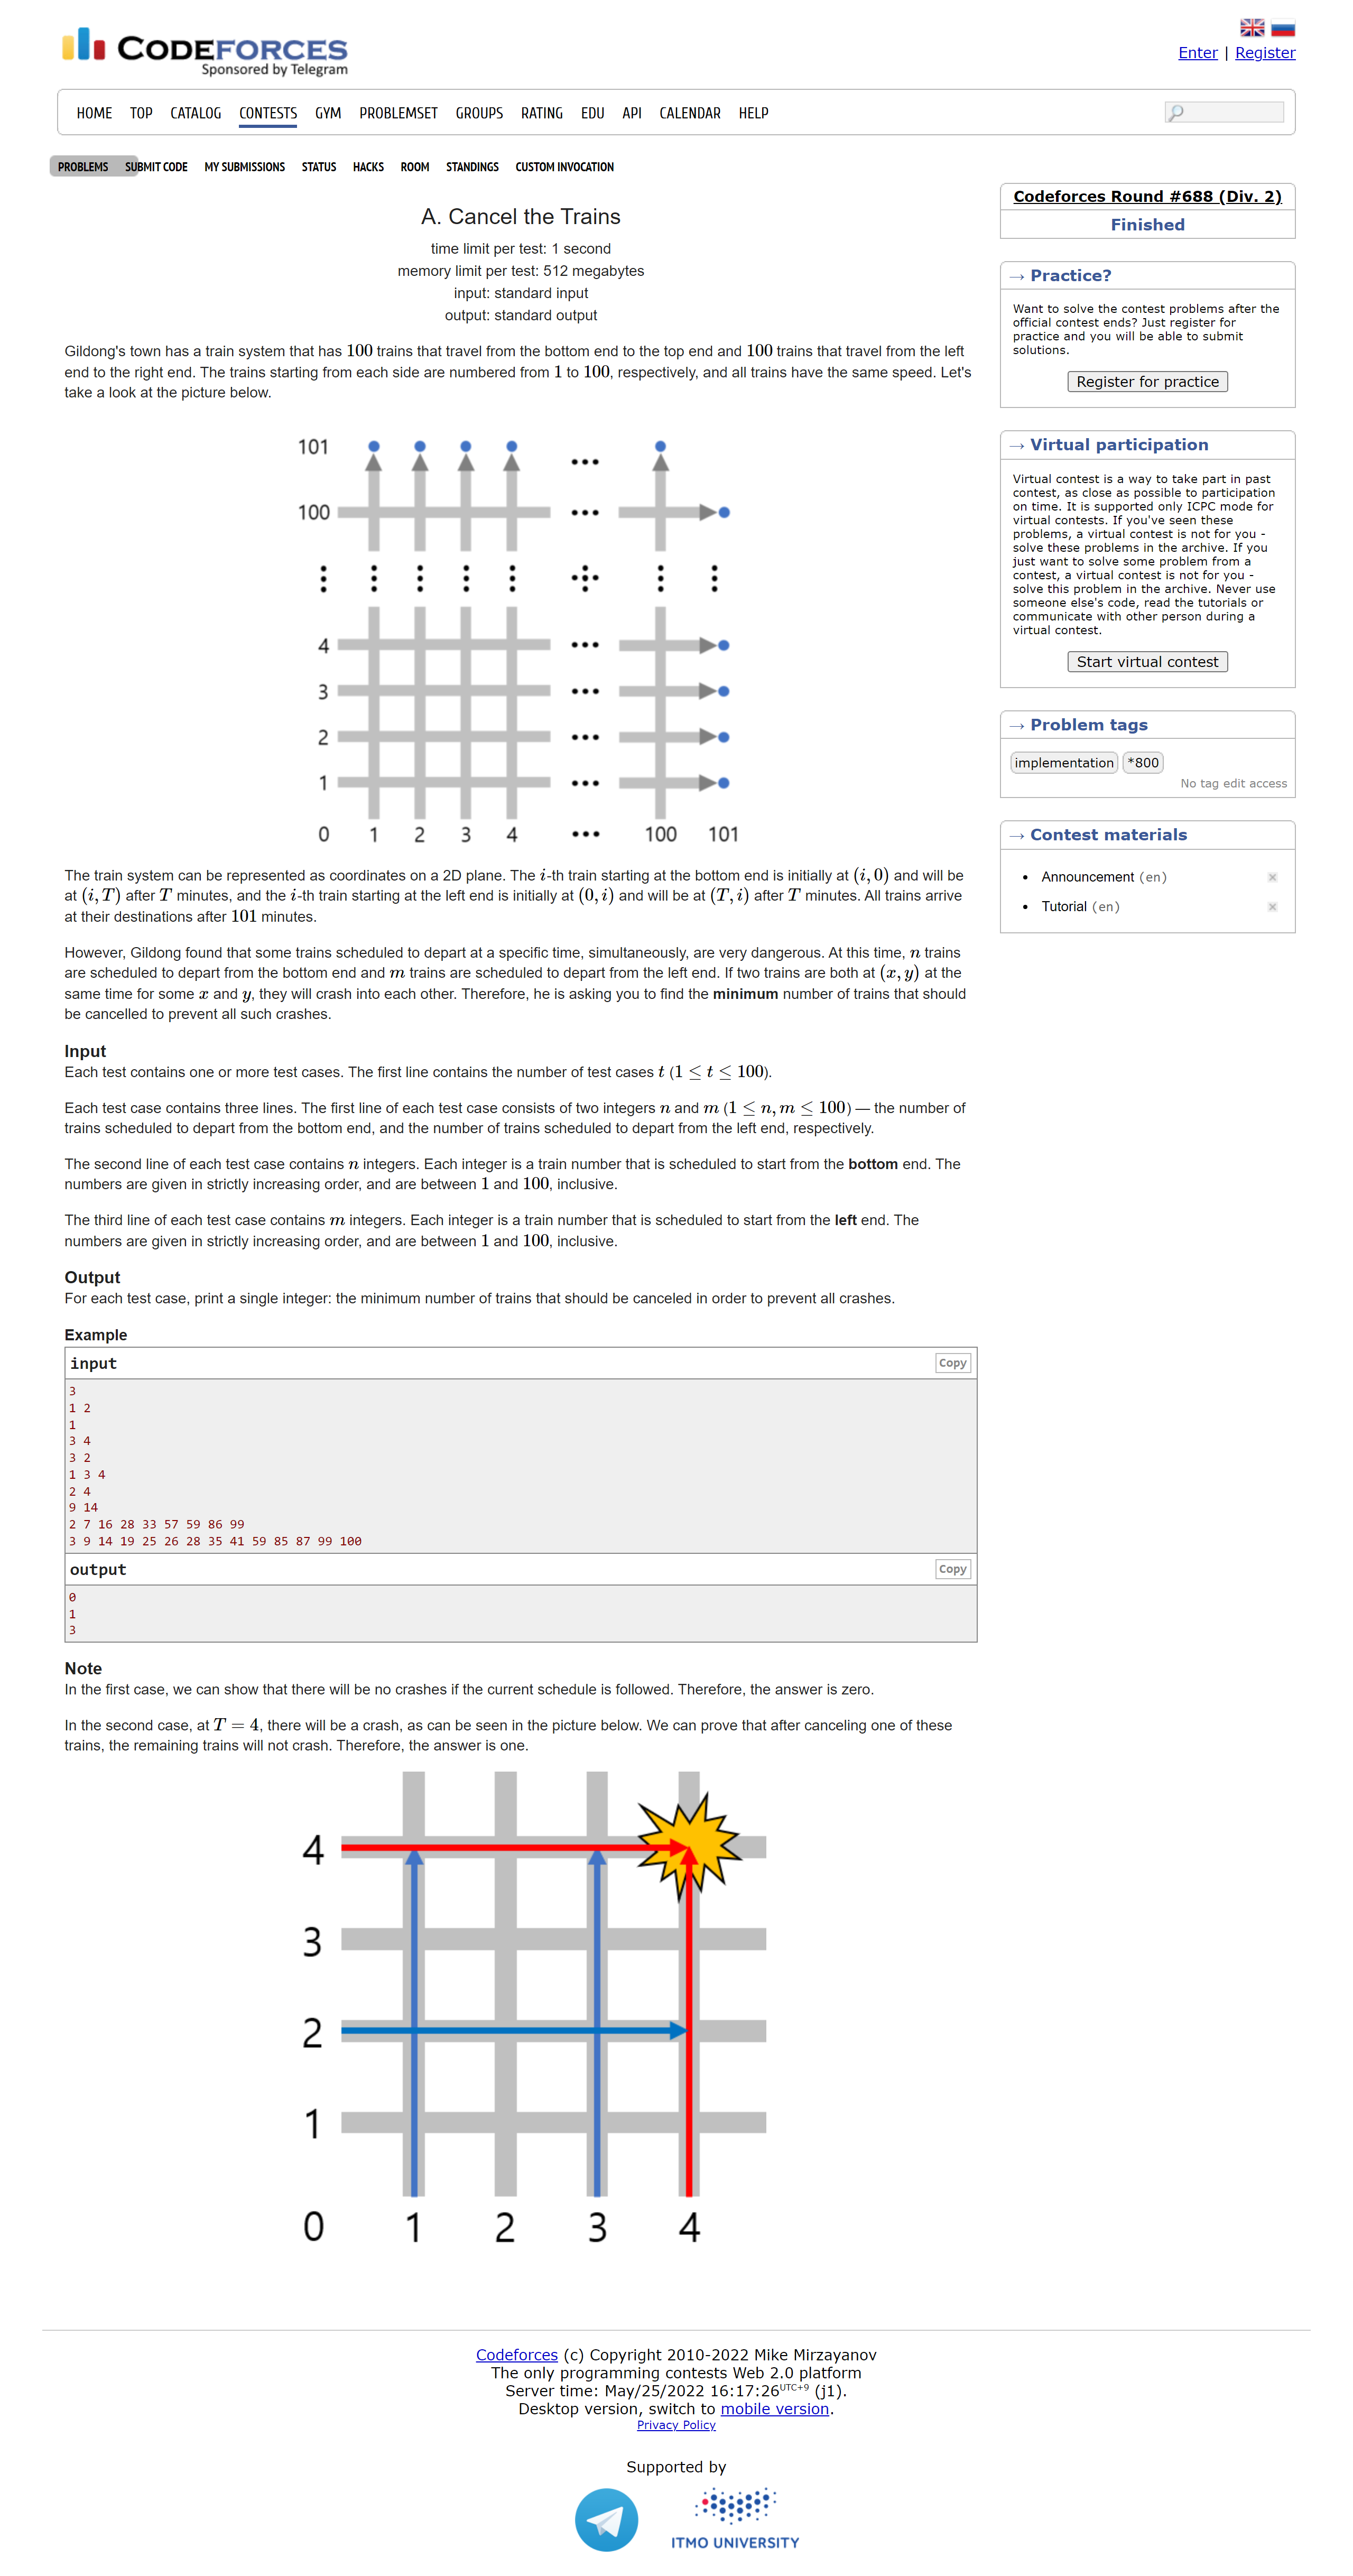 CODEFORCES
Sponsored by Telegram
Enter | Register
HOME TOP CATALOG CONTESTS GYM PROBLEMSET GROUPS RATING EDU API CALENDAR HELP
PROBLEMS SUBMIT CODE MY SUBMISSIONS STATUS HACKS ROOM STANDINGS CUSTOM INVOCATION
A. Cancel the Trains
time limit per test: 1 second
memory limit per test: 512 megabytes
input: standard input
output: standard output
Gildong's town has a train system that has 100 trains that travel from the bottom end to the top end and 100 trains that travel from the left
end to the right end. The trains starting from each side are numbered from 1 to 100, respectively, and all trains have the same speed. Let's
take a look at the picture below.
101
100
4
3
2
1
0 1 2 3 4 ... 100 101
The train system can be represented as coordinates on a 2D plane. The i-th train starting at the bottom end is initially at (i, 0) and will be
at (i, T) after T minutes, and the i-th train starting at the left end is initially at (0, i) and will be at (T, i) after T minutes. All trains arrive
at their destinations after 101 minutes.
However, Gildong found that some trains scheduled to depart at a specific time, simultaneously, are very dangerous. At this time, n trains
are scheduled to depart from the bottom end and m trains are scheduled to depart from the left end. If two trains are both at (x, y) at the
same time for some x and y, they will crash into each other. Therefore, he is asking you to find the minimum number of trains that should
be cancelled to prevent all such crashes.
Input
Each test contains one or more test cases. The first line contains the number of test cases t (1 ≤ t ≤ 100).
Each test case contains three lines. The first line of each test case consists of two integers n and m (1 ≤ n, m ≤ 100) — the number of
trains scheduled to depart from the bottom end, and the number of trains scheduled to depart from the left end, respectively.
The second line of each test case contains n integers. Each integer is a train number that is scheduled to start from the bottom end. The
numbers are given in strictly increasing order, and are between 1 and 100, inclusive.
The third line of each test case contains m integers. Each integer is a train number that is scheduled to start from the left end. The
numbers are given in strictly increasing order, and are between 1 and 100, inclusive.
Output
For each test case, print a single integer: the minimum number of trains that should be canceled in order to prevent all crashes.
Example
input Copy
3
1 2
1
3 4
3 2
1 3 4
2 4
9 14
2 7 16 28 33 57 59 86 99
3 9 14 19 25 26 28 35 41 59 85 87 99 100
output Copy
0
1
3
Note
In the first case, we can show that there will be no crashes if the current schedule is followed. Therefore, the answer is zero.
In the second case, at T = 4, there will be a crash, as can be seen in the picture below. We can prove that after canceling one of these
trains, the remaining trains will not crash. Therefore, the answer is one.
4
3
2
1
0 1 2 3 4
Codeforces Round #688 (Div. 2)
Finished
→ Practice?
Want to solve the contest problems after the
official contest ends? Just register for
practice and you will be able to submit
solutions.
Register for practice
→ Virtual participation
Virtual contest is a way to take part in past
contest, as close as possible to participation
on time. It is supported only ICPC mode for
virtual contests. If you've seen these
problems, a virtual contest is not for you -
solve these problems in the archive. If you
just want to solve some problem from a
contest, a virtual contest is not for you -
solve this problem in the archive. Never use
someone else's code, read the tutorials or
communicate with other person during a
virtual contest.
Start virtual contest
→ Problem tags
implementation *800
No tag edit access
→ Contest materials
Announcement (en)
Tutorial (en)
Codeforces (c) Copyright 2010-2022 Mike Mirzayanov
The only programming contests Web 2.0 platform
Server time: May/25/2022 16:17:26UTC+9 (j1).
Desktop version, switch to mobile version.
Privacy Policy
Supported by
ITMO UNIVERSITY